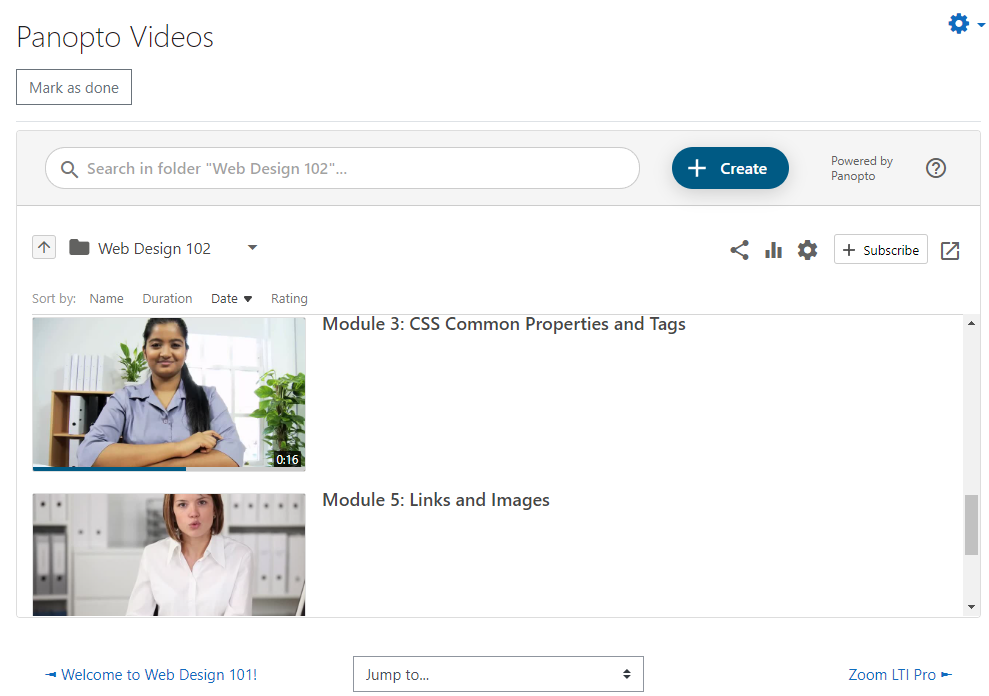 Panopto Videos
Mark as done
Search in folder "Web Design 102"...
Create
Powered by
Panopto
Web Design 102
Subscribe
Sort by: Name Duration Date Rating
Module 3: CSS Common Properties and Tags
0:16
Module 5: Links and Images
Welcome to Web Design 101!
Jump to...
Zoom LTI Pro